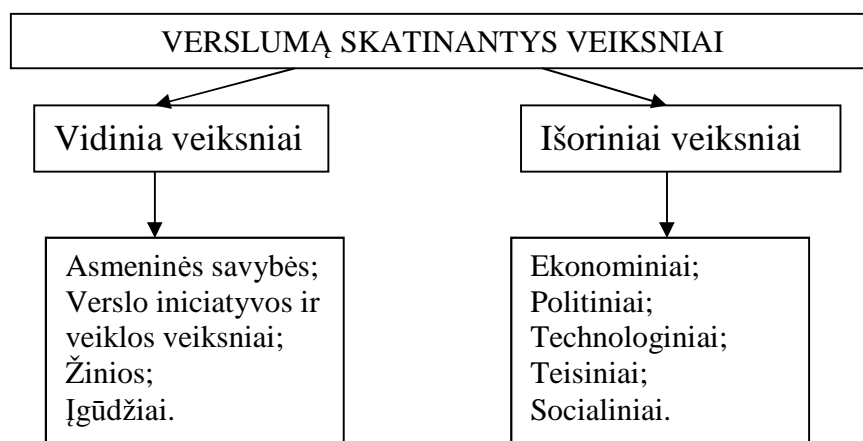 VERSLUMĄ SKATINANTYS VEIKSNIAI
Vidinia veiksniai
Išoriniai veiksniai
Asmeninės savybės;
Verslo iniciatyvos ir
veiklos veiksniai;
Žinios;
Įgūdžiai.
Ekonominiai;
Politiniai;
Technologiniai;
Teisiniai;
Socialiniai.